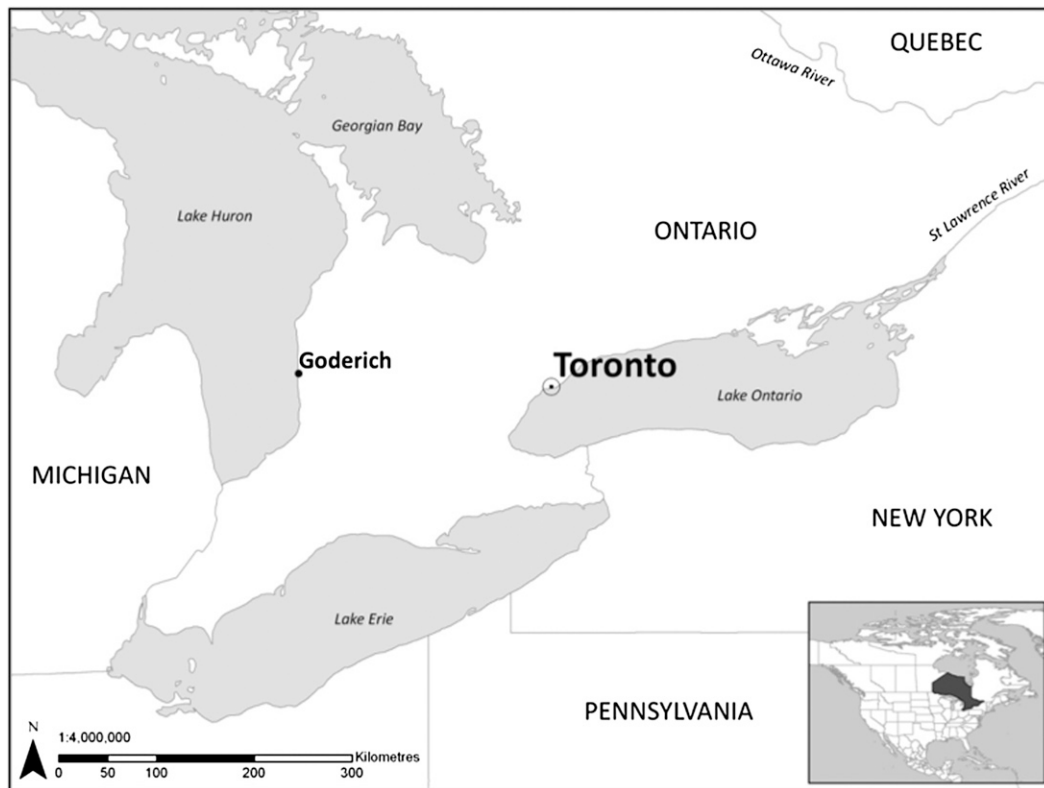 QUEBEC
Ottawa River
Georgian Bay
Lake Huron
ONTARIO
St Lawrence River
Goderich
Toronto
Lake Ontario
MICHIGAN
NEW YORK
Lake Erie
PENNSYLVANIA
N
1:4,000,000
Kilometres
0 50 100 200 300